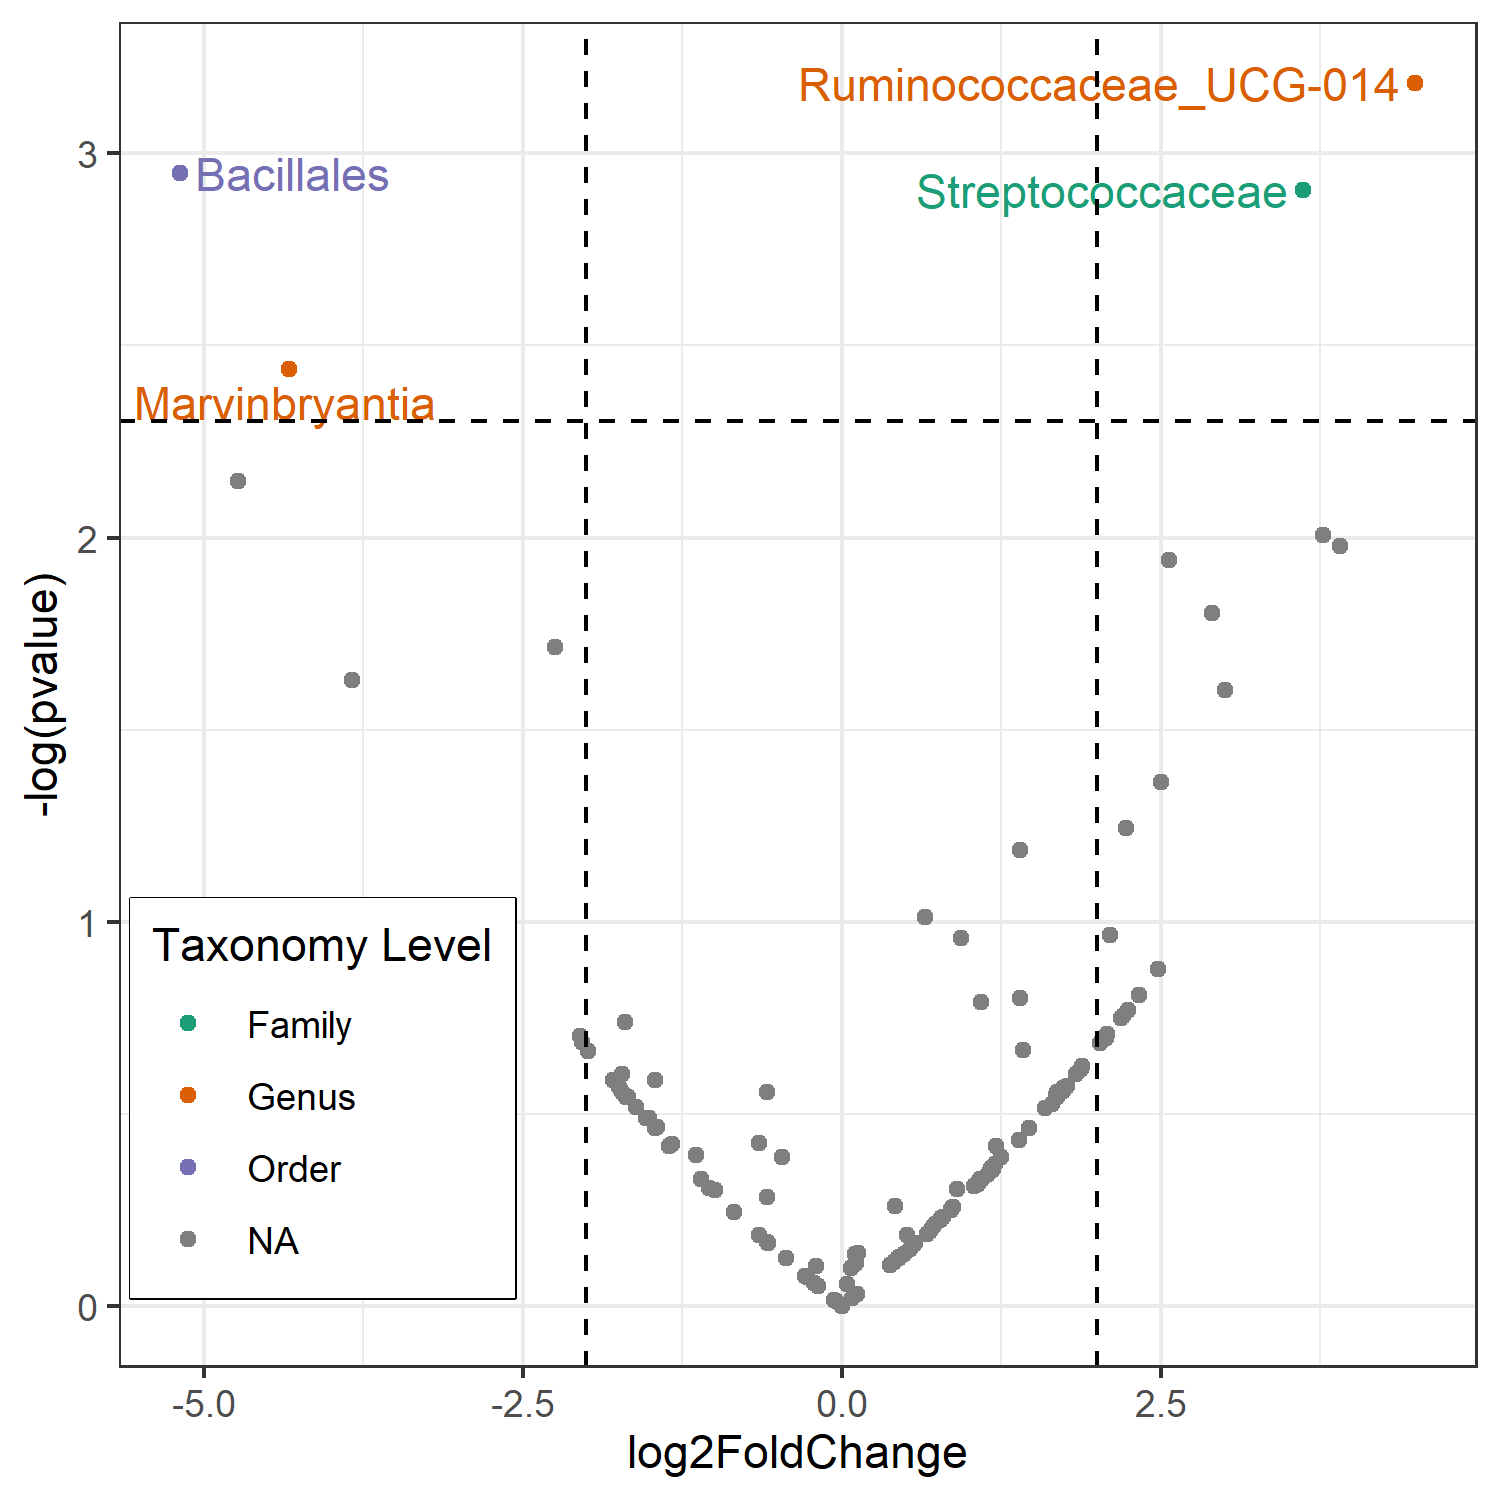 Ruminococcaceae_UCG-014
Bacillales
Streptococcaceae
Marvinbryantia
3
2
1
0
-log(pvalue)
Taxonomy Level
Family
Genus
Order
NA
-5.0
-2.5
0.0
2.5
log2FoldChange